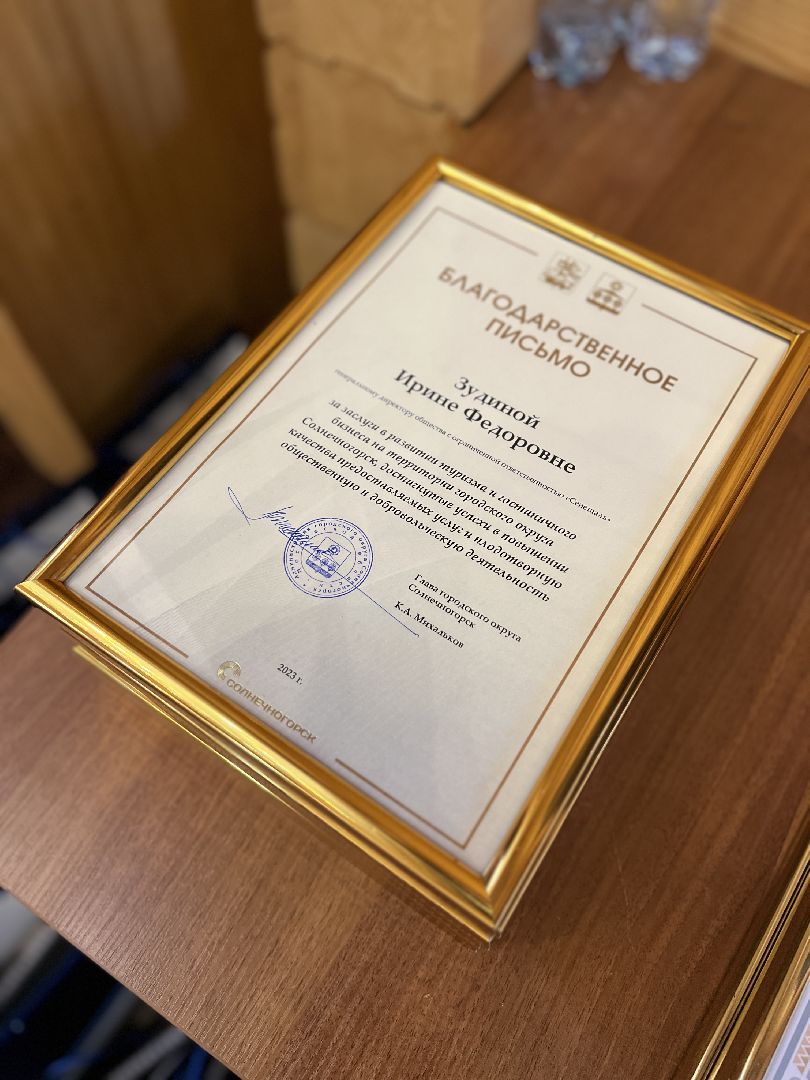 БЛАГОДАРСТВЕННОЕ
ПИСЬМО
Зудиной
Ирине Федоровне
генеральному директору общества с ограниченной ответственностью
за заслуги в развитии туризма и гостиничного
бизнеса на территории городского округа
Солнечногорск, достигнутые успехи в повышении
качества предоставляемых услуг и плодотворную
общественную и добровольческую деятельность
Глава городского округа
Солнечногорск
К.А. Михальков
2023 г.
СОЛНЕЧНОГОРСК